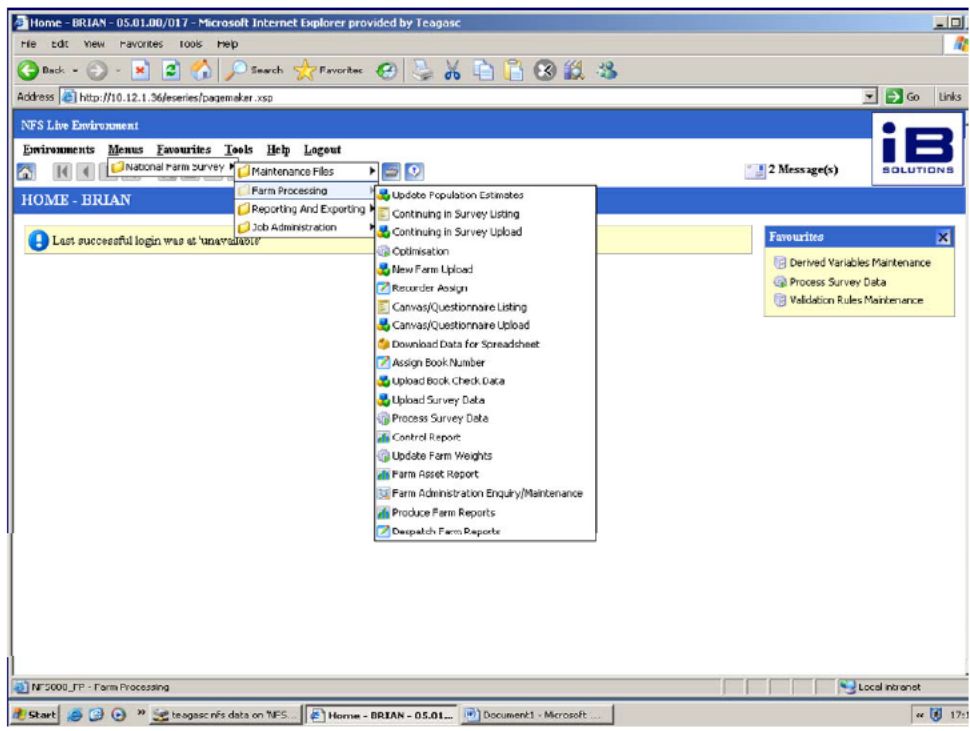 Home - BRIAN - 05.01.00/017 - Microsoft Internet Explorer provided by Teagasc
File Edit View Favorites Tools Help
Back Search Favorites
Address http://10.12.1.36/eseries/pagemaker.xsp Go Links
NFS Live Environment
Environments Menus Favourites Tools Help Logout
iB
SOLUTIONS
National Farm Survey
2 Message(s)
HOME - BRIAN
Last successful login was at 'unavailable'
Maintenance Files
Farm Processing
Reporting And Exporting
Job Administration
Update Population Estimates
Continuing in Survey Listing
Continuing in Survey Upload
Optimisation
New Farm Upload
Recorder Assign
Canvas/Questionnaire Listing
Canvas/Questionnaire Upload
Download Data for Spreadsheet
Assign Book Number
Upload Book Check Data
Upload Survey Data
Process Survey Data
Control Report
Update Farm Weights
Farm Asset Report
Farm Administration Enquiry/Maintenance
Produce Farm Reports
Despatch Farm Reports
Favourites
Derived Variables Maintenance
Process Survey Data
Validation Rules Maintenance
NFS000_FP - Farm Processing Local intranet
Start teagasc nfs data on 'NFS... Home - BRIAN - 05.01.... Document1 - Microsoft ... 17:1